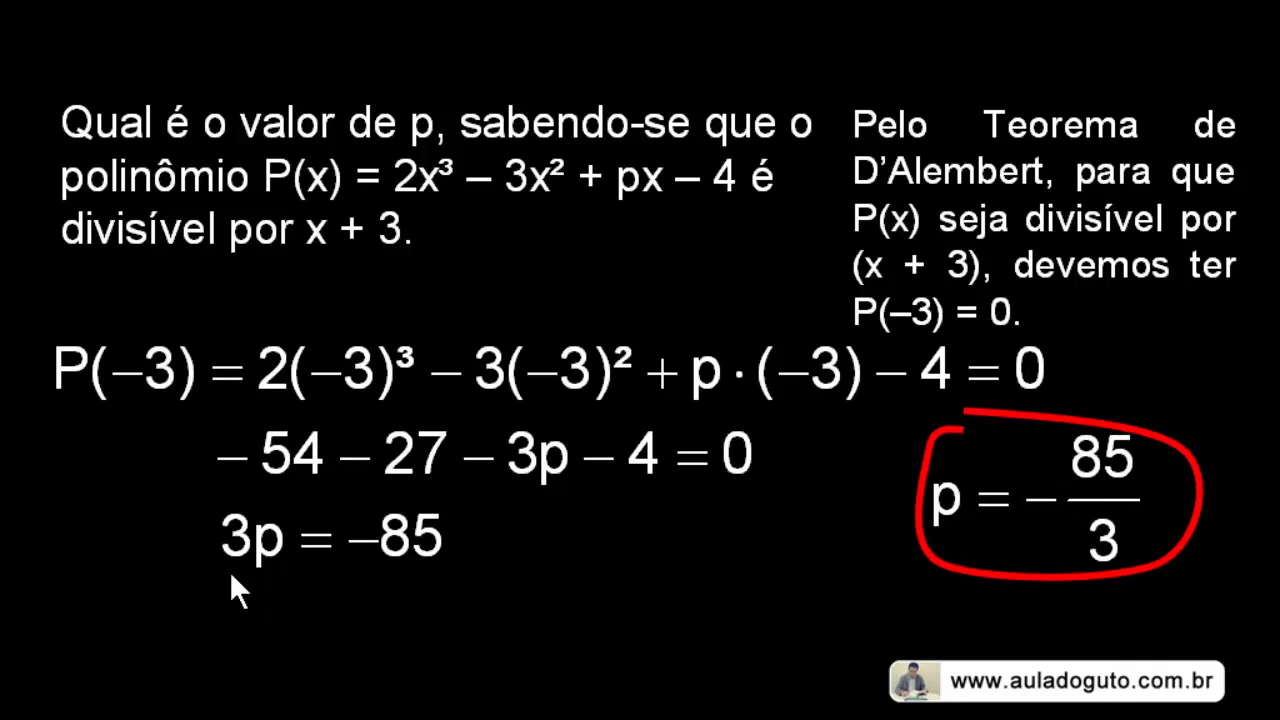 Qual é o valor de p, sabendo-se que o
polinômio P(x) = 2x³ – 3x² + px – 4 é
divisível por x + 3.
Pelo Teorema de
D’Alembert, para que
P(x) seja divisível por
(x + 3), devemos ter
P(–3) = 0.
P(−3) = 2(−3)³ − 3(−3)² + p · (−3) − 4 = 0
− 54 − 27 − 3p − 4 = 0
3p = −85
p = − 85/3
www.auladoguto.com.br